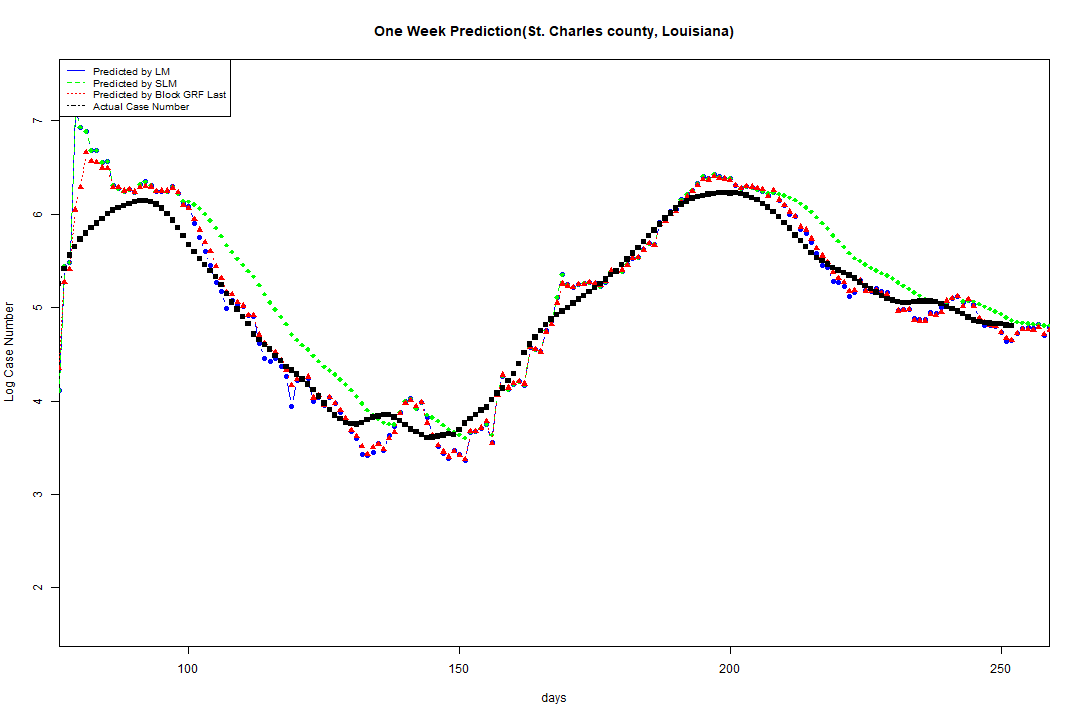 One Week Prediction(St. Charles county, Louisiana)
Predicted by LM
Predicted by SLM
Predicted by Block GRF Last
Actual Case Number
7
6
5
4
3
2
Log Case Number
100 150 200 250
days